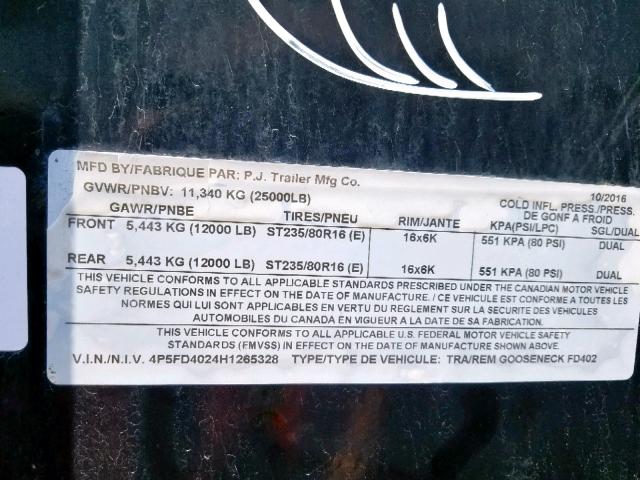 MFD BY/FABRIQUE PAR: P.J. Trailer Mfg Co.
10/2016
GVWR/PNBV: 11,340 KG (25000LB)
COLD INFL. PRESS./PRESS.
DE GONF A FROID
GAWR/PNBE TIRES/PNEU RIM/JANTE KPA(PSI/LPC) SGL/DUAL
FRONT 5,443 KG (12000 LB) ST235/80R16 (E) 16x6K 551 KPA (80 PSI) DUAL
REAR 5,443 KG (12000 LB) ST235/80R16 (E) 16x6K 551 KPA (80 PSI) DUAL
THIS VEHICLE CONFORMS TO ALL APPLICABLE STANDARDS PRESCRIBED UNDER THE CANADIAN MOTOR VEHICLE
SAFETY REGULATIONS IN EFFECT ON THE DATE OF MANUFACTURE. / CE VEHICULE EST CONFORME A TOUTES LES
NORMES QUI LUI SONT APPLICABLES EN VERTU DU REGLEMENT SUR LA SECURITE DES VEHICULES
AUTOMOBILES DU CANADA EN VIGUEUR A LA DATE DE SA FABRICATION.
THIS VEHICLE CONFORMS TO ALL APPLICABLE U.S. FEDERAL MOTOR VEHICLE SAFETY
STANDARDS (FMVSS) IN EFFECT ON THE DATE OF MANUFACTURE SHOWN ABOVE.
V.I.N./N.I.V. 4P5FD4024H1265328 TYPE/TYPE DE VEHICULE: TRA/REM GOOSENECK FD402